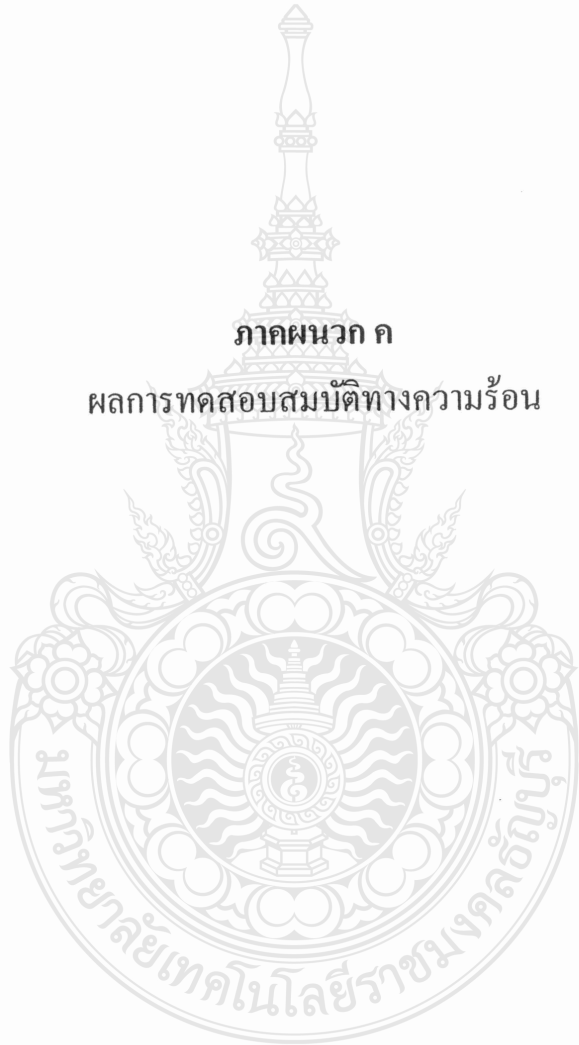 ภาคผนวก ค
ผลการทดสอบสมบัติทางความร้อน
มหาวิทยาลัยเทคโนโลยีราชมงคลธัญบุรี